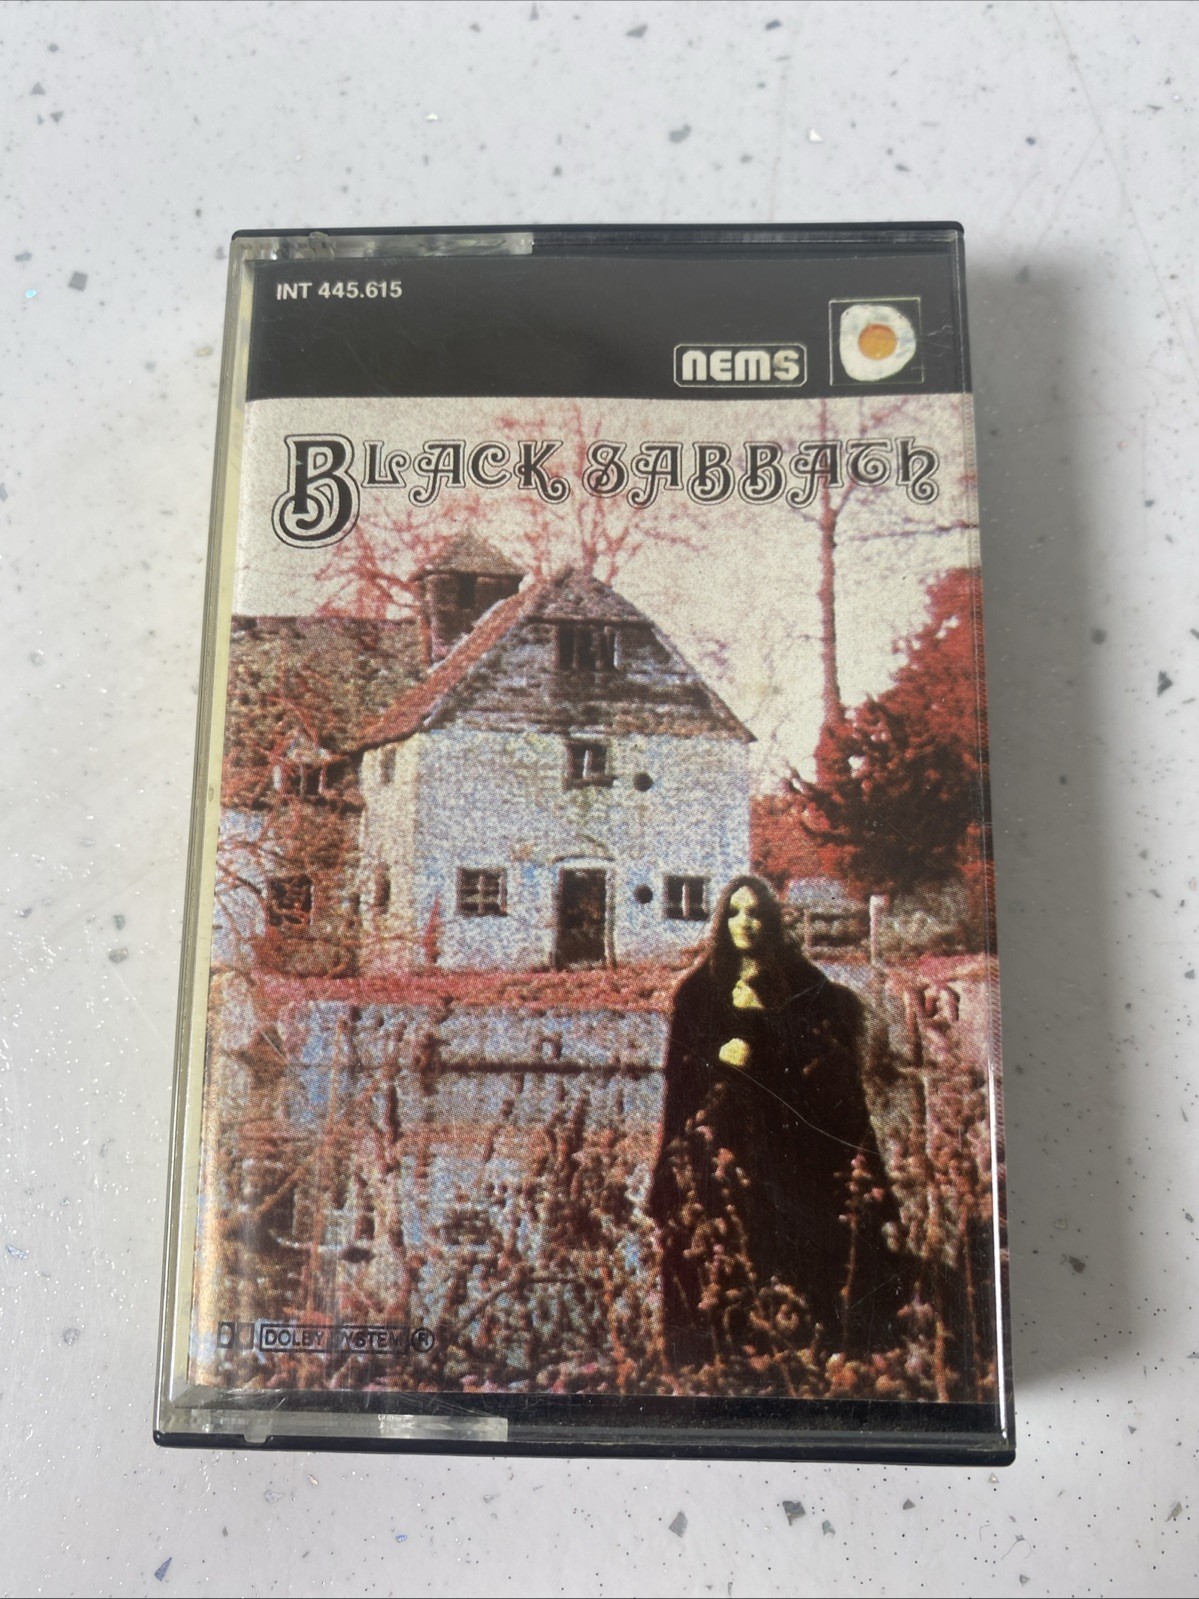 INT 445.615
nems
BLACK SABBATH
DOLBY SYSTEM ®